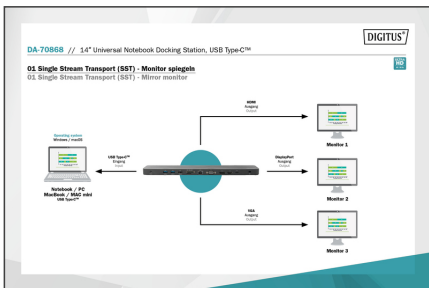 DIGITUS®
DA-70868 // 14" Universal Notebook Docking Station, USB Type-C™
01 Single Stream Transport (SST) - Monitor spiegeln
01 Single Stream Transport (SST) - Mirror monitor
HD
HDMI
Ausgang
Output
Monitor 1
Operating system
Windows / macOS
USB Type-C™
Eingang
Input
DisplayPort
Ausgang
Output
Notebook / PC
MacBook / MAC mini
USB Type-C™
Monitor 2
VGA
Ausgang
Output
Monitor 3